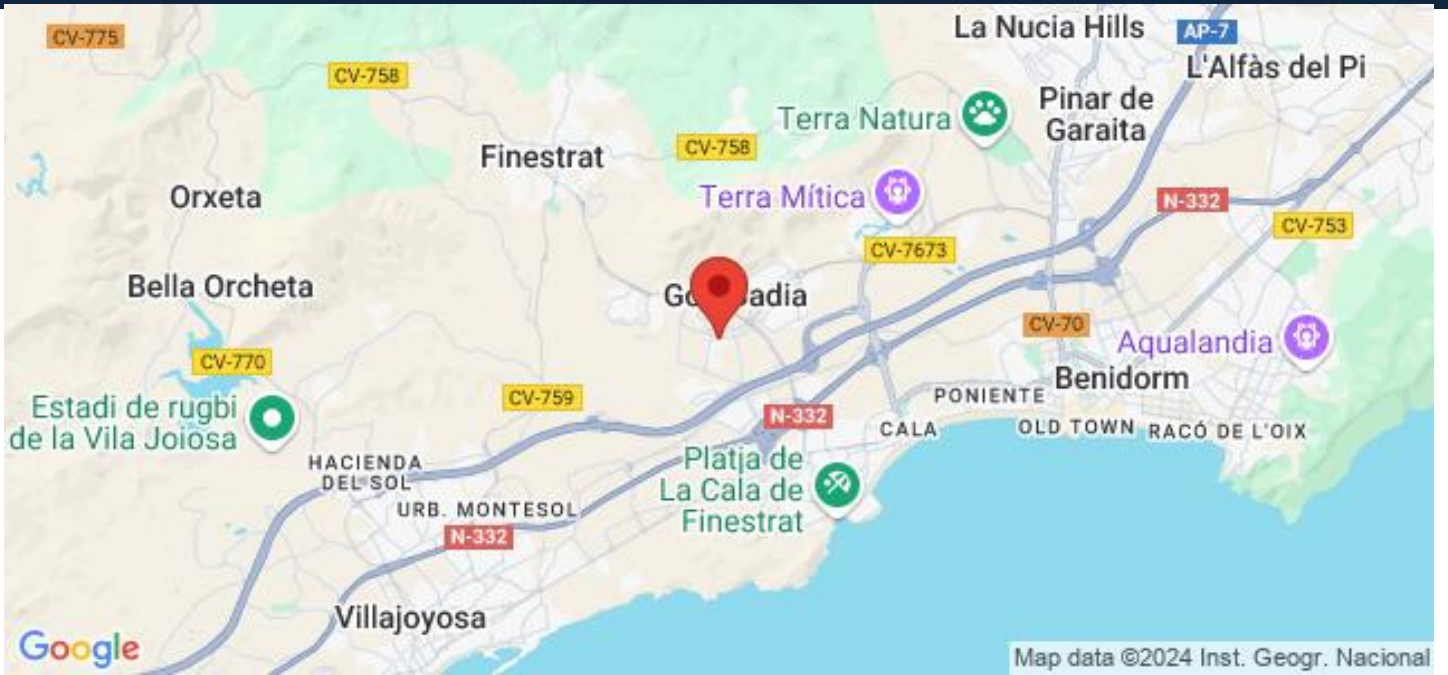 La Nucia Hills
AP-7
CV-775
L'Alfàs del Pi
CV-758
Pinar de
Garaita
Terra Natura
Finestrat
CV-758
Orxeta
Terra Mítica
N-332
CV-753
CV-7673
Bella Orcheta
CV-70
Aqualandia
CV-770
Benidorm
CV-759
PONIENTE
Estadi de rugbi
de la Vila Joiosa
N-332
CALA
OLD TOWN
RACÓ DE L'OIX
HACIENDA
DEL SOL
Platja de
La Cala de
Finestrat
URB. MONTESOL
N-332
Villajoyosa
Google
Map data ©2024 Inst. Geogr. Nacional